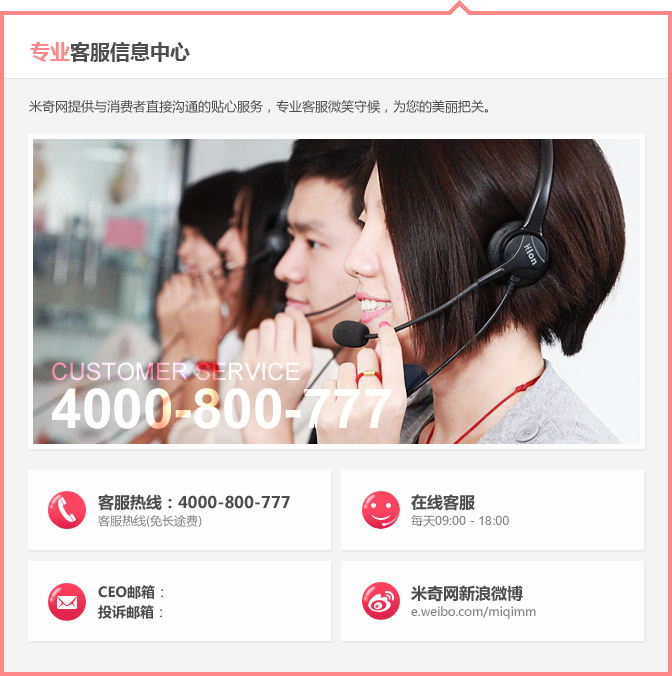 专业客服信息中心
米奇网提供与消费者直接沟通的贴心服务，专业客服微笑守候，为您的美丽把关。
Hion
CUSTOMER SERVICE
4000-800-777
客服热线：4000-800-777
客服热线(免长途费)
在线客服
每天09:00 - 18:00
CEO邮箱：
投诉邮箱：
米奇网新浪微博
e.weibo.com/miqimm